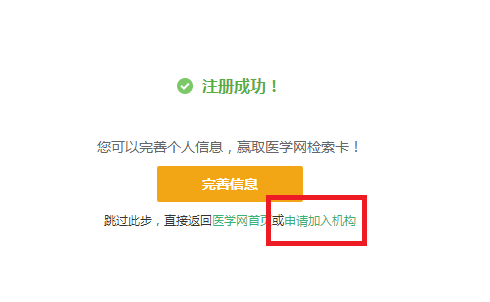 注册成功！
您可以完善个人信息，赢取医学网检索卡！
完善信息
跳过此步，直接返回医学网首页或申请加入机构